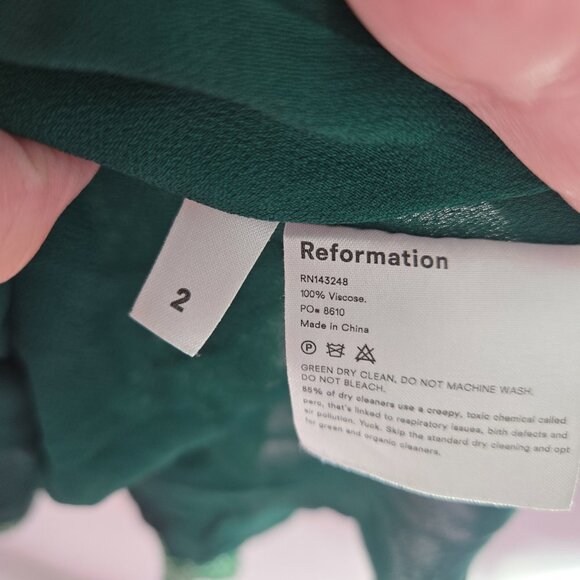 2
Reformation
RN143248
100% Viscose.
PO# 8610
Made in China
P
GREEN DRY CLEAN. DO NOT MACHINE WASH.
DO NOT BLEACH.
85% of dry cleaners use a creepy, toxic chemical called
perc, that's linked to respiratory issues, birth defects and
air pollution. Yuck. Skip the standard dry cleaning and opt
for green and organic cleaners.